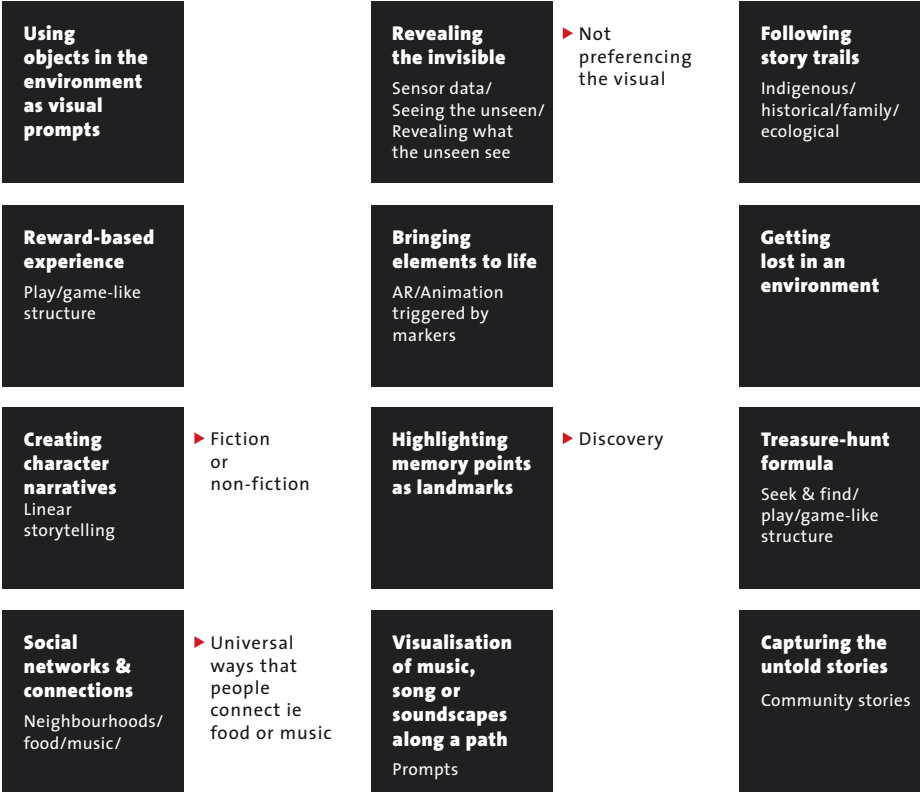 Using
objects in the
environment
as visual
prompts
Revealing
the invisible
Sensor data/
Seeing the unseen/
Revealing what
the unseen see
Not
preferencing
the visual
Following
story trails
Indigenous/
historical/family/
ecological
Reward-based
experience
Play/game-like
structure
Bringing
elements to life
AR/Animation
triggered by
markers
Getting
lost in an
environment
Creating
character
narratives
Linear
storytelling
Fiction
or
non-fiction
Highlighting
memory points
as landmarks
Discovery
Treasure-hunt
formula
Seek & find/
play/game-like
structure
Social
networks &
connections
Neighbourhoods/
food/music/
Universal
ways that
people
connect ie
food or music
Visualisation
of music,
song or
soundscapes
along a path
Prompts
Capturing the
untold stories
Community stories